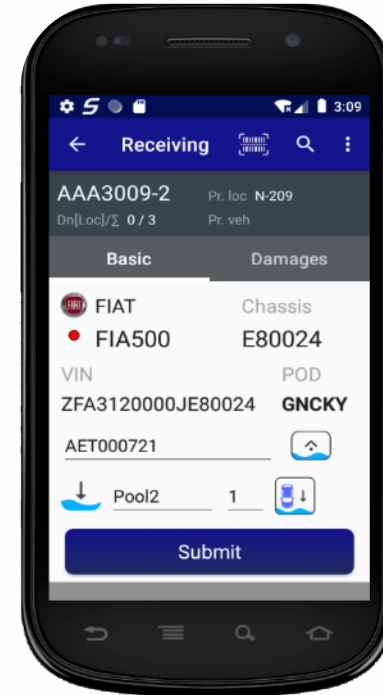 3:09
Receiving
AAA3009-2 Pr. loc N-209
Dn[Loc]/Σ 0 / 3 Pr. veh
Basic Damages
FIAT FIAT Chassis
FIA500 E80024
VIN POD
ZFA3120000JE80024 GNCKY
AET000721
Pool2 1
Submit